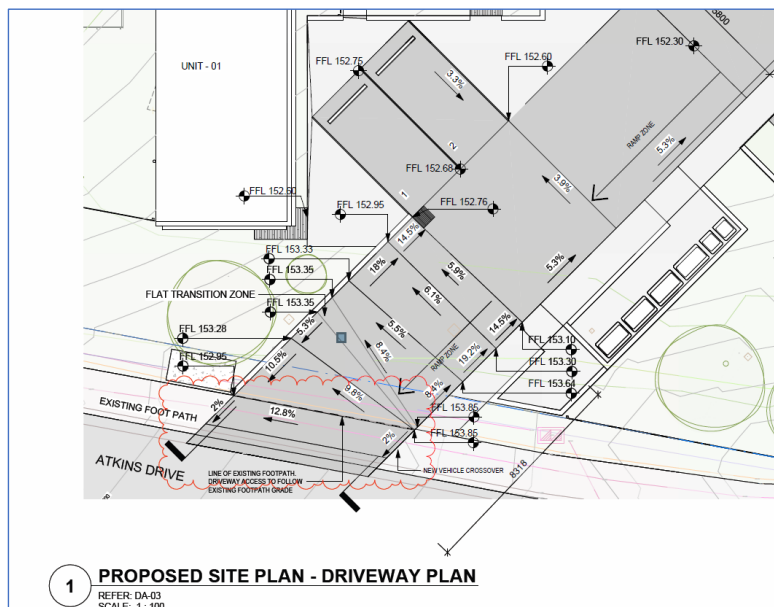 5800
FFL 152.30
FFL 152.60
FFL 152.75
UNIT - 01
3.3%
RAMP ZONE
5.3%
2
FFL 152.68
3.9%
1
FFL 152.60
FFL 152.95
FFL 152.76
14.5%
FFL 153.33
18%
5.9%
5.3%
FFL 153.35
6.1%
FLAT TRANSITION ZONE
FFL 153.35
5.3%
5.5%
14.5%
FFL 153.28
8.4%
RAMP ZONE
19.2%
FFL 153.10
FFL 152.95
10.5%
FFL 153.30
9.8%
8.4%
FFL 153.64
2%
EXISTING FOOT PATH
12.8%
FFL 153.85
FFL 153.85
2%
ATKINS DRIVE
LINE OF EXISTING FOOTPATH.
DRIVEWAY ACCESS TO FOLLOW
EXISTING FOOTPATH GRADE
NEW VEHICLE CROSSOVER
8318
1
PROPOSED SITE PLAN - DRIVEWAY PLAN
REFER: DA-03
SCALE: 1 : 100